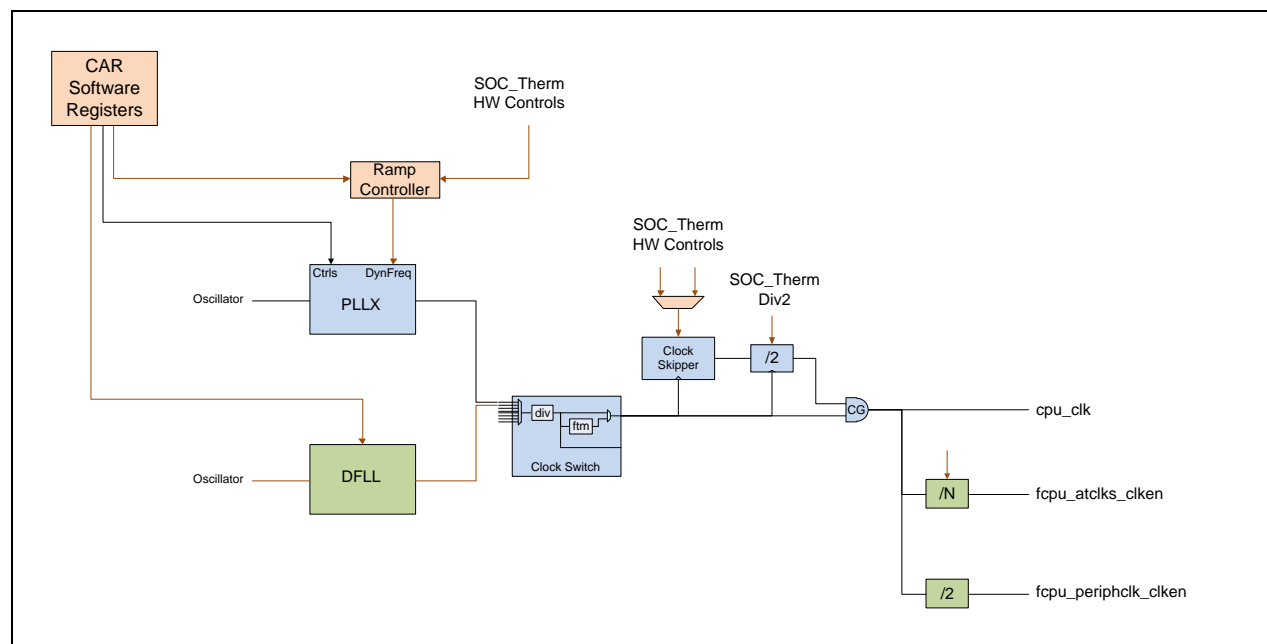 CAR
Software
Registers
SOC_Therm
HW Controls
Ramp
Controller
SOC_Therm
HW Controls
Ctrls
DynFreq
Oscillator
PLLX
SOC_Therm
Div2
Clock
Skipper
/2
div
ftm
CG
cpu_clk
Clock Switch
Oscillator
DFLL
/N
fcpu_atclks_clken
/2
fcpu_periphclk_clken